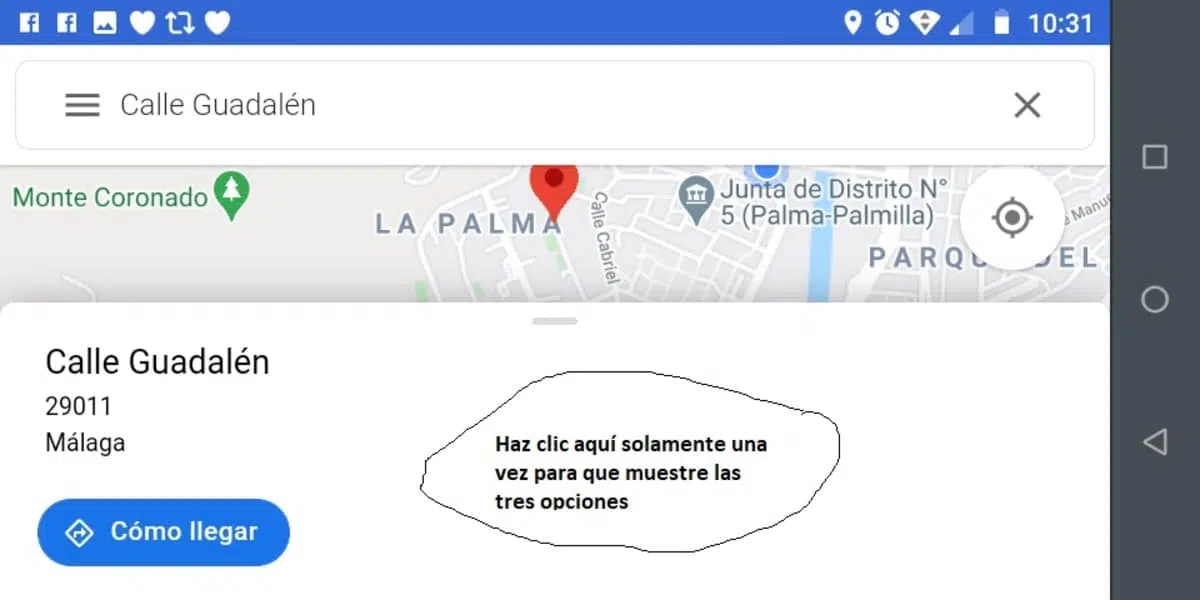 10:31
Calle Guadalén
Monte Coronado
LA PALMA
Calle Cabriel
Junta de Distrito N°
5 (Palma-Palmilla)
e Manu
PARQU DEL
Calle Guadalén
29011
Málaga
Haz clic aquí solamente una
vez para que muestre las
tres opciones
Cómo llegar